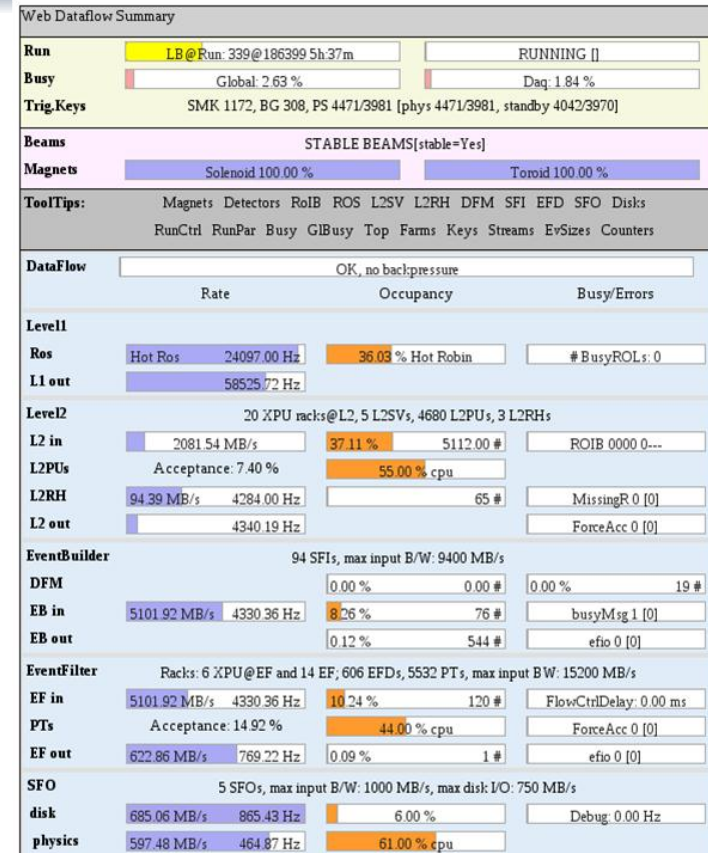 Web Dataflow Summary
Run LB@Run: 339@186399 5h:37m RUNNING []
Busy Global: 2.63 % Daq: 1.84 %
Trig.Keys SMK 1172, BG 308, PS 4471/3981 [phys 4471/3981, standby 4042/3970]
Beams STABLE BEAMS[stable=Yes]
Magnets Solenoid 100.00 % Toroid 100.00 %
ToolTips: Magnets Detectors RoIB ROS L2SV L2RH DFM SFI EFD SFO Disks
RunCtrl RunPar Busy GlBusy Top Farms Keys Streams EvSizes Counters
DataFlow OK, no backpressure
Rate Occupancy Busy/Errors
Level1
Ros Hot Ros 24097.00 Hz 36.03 % Hot Robin # BusyROLs: 0
L1 out 58525.72 Hz
Level2 20 XPU racks@L2, 5 L2SVs, 4680 L2PUs, 3 L2RHs
L2 in 2081.54 MB/s 37.11 % 5112.00 # ROIB 0000 0---
L2PUs Acceptance: 7.40 % 55.00 % cpu
L2RH 94.39 MB/s 4284.00 Hz 65 # MissingR 0 [0]
L2 out 4340.19 Hz ForceAcc 0 [0]
EventBuilder 94 SFIs, max input B/W: 9400 MB/s
DFM 0.00 % 0.00 # 0.00 % 19 #
EB in 5101.92 MB/s 4330.36 Hz 8.26 % 76 # busyMsg 1 [0]
EB out 0.12 % 544 # efio 0 [0]
EventFilter Racks: 6 XPU@EF and 14 EF; 606 EFDs, 5532 PTs, max input BW: 15200 MB/s
EF in 5101.92 MB/s 4330.36 Hz 10.24 % 120 # FlowCtrlDelay: 0.00 ms
PTs Acceptance: 14.92 % 44.00 % cpu ForceAcc 0 [0]
EF out 622.86 MB/s 769.22 Hz 0.09 % 1 # efio 0 [0]
SFO 5 SFOs, max input B/W: 1000 MB/s, max disk I/O: 750 MB/s
disk 685.06 MB/s 865.43 Hz 6.00 % Debug: 0.00 Hz
physics 597.48 MB/s 464.87 Hz 61.00 % cpu